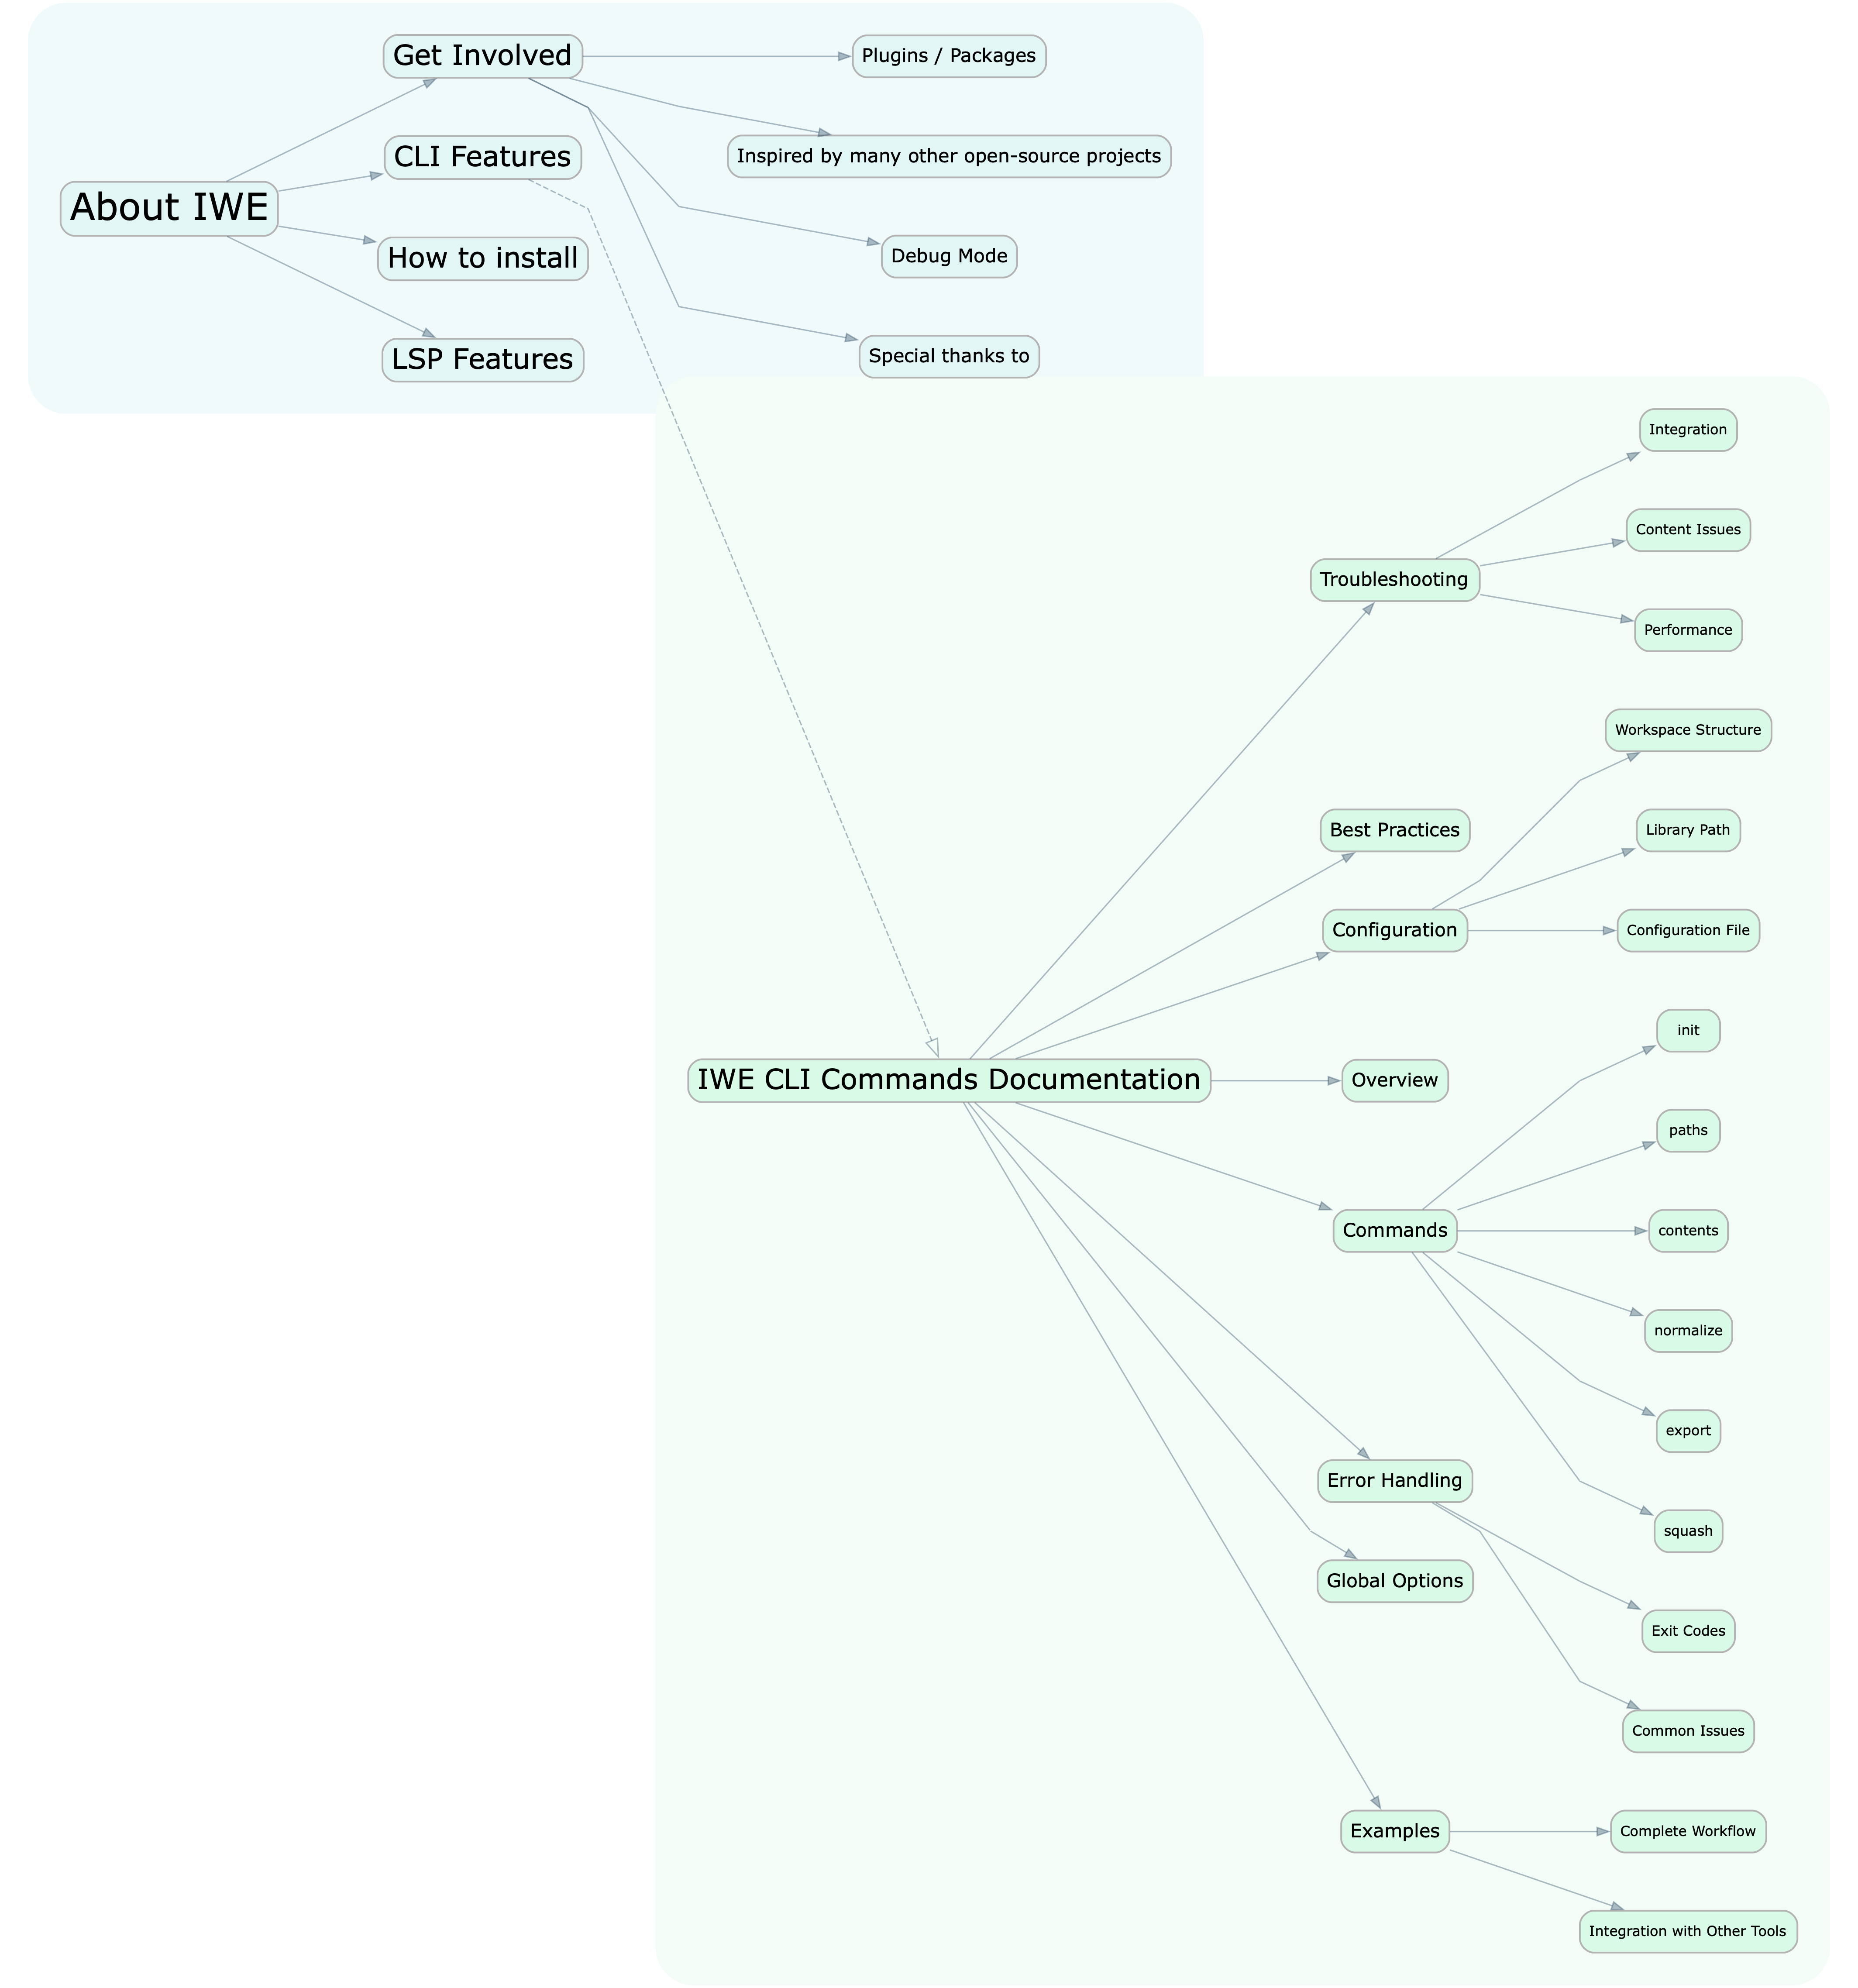 Get Involved
Plugins / Packages
CLI Features
Inspired by many other open-source projects
About IWE
How to install
Debug Mode
LSP Features
Special thanks to
Integration
Content Issues
Troubleshooting
Performance
Workspace Structure
Best Practices
Library Path
Configuration
Configuration File
init
IWE CLI Commands Documentation
Overview
paths
Commands
contents
normalize
export
Error Handling
squash
Global Options
Exit Codes
Common Issues
Examples
Complete Workflow
Integration with Other Tools